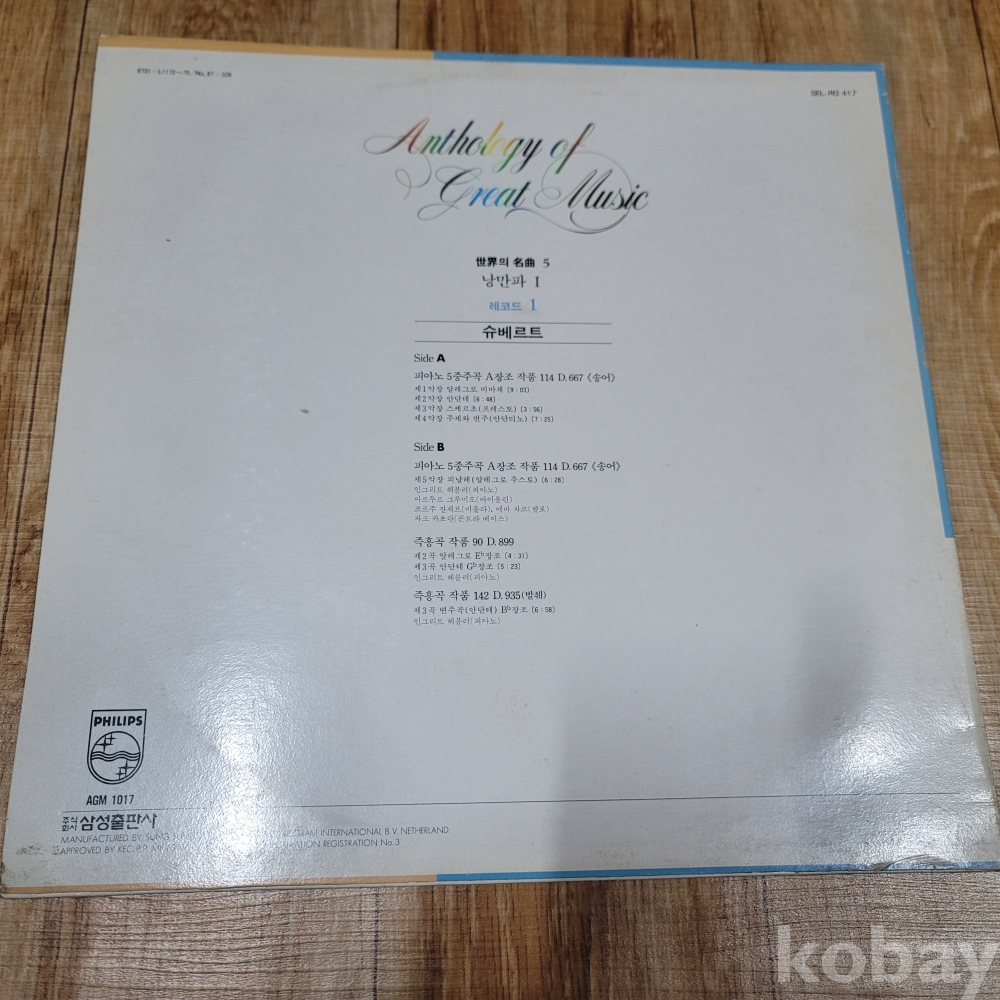 SEL-RO 417
Anthology of
Great Music
世界의 名曲 5
낭만파 I
레코드 1
슈베르트
Side A
피아노 5중주곡 A장조 작품 114 D.667 《송어》
제1악장 알레그로 비바체 [9:03]
제2악장 안단테 [6:48]
제3악장 스케르초(프레스토) [3:56]
제4악장 주제와 변주(안단티노) [7:25]
Side B
피아노 5중주곡 A장조 작품 114 D.667 《송어》
제5악장 피날레(알레그로 주스토) [6:28]
인그리트 헤블러(피아노)
아르투르 그뤼미오(바이올린)
조르주 잔제르(비올라), 에바 차코(첼로)
자크 카조랑(콘트라 베이스)
즉흥곡 작품 90 D.899
제2곡 알레그로 E♭장조 [4:31]
제3곡 안단테 G♭장조 [5:23]
인그리트 헤블러(피아노)
즉흥곡 작품 142 D.935(발췌)
제3곡 변주곡(안단테) B♭장조 [6:58]
인그리트 헤블러(피아노)
PHILIPS
AGM 1017
주식회사 삼성출판사
MANUFACTURED BY INTERNATIONAL B.V. NETHERLAND.
APPROVED BY KEC. REGISTRATION No.3
kobay